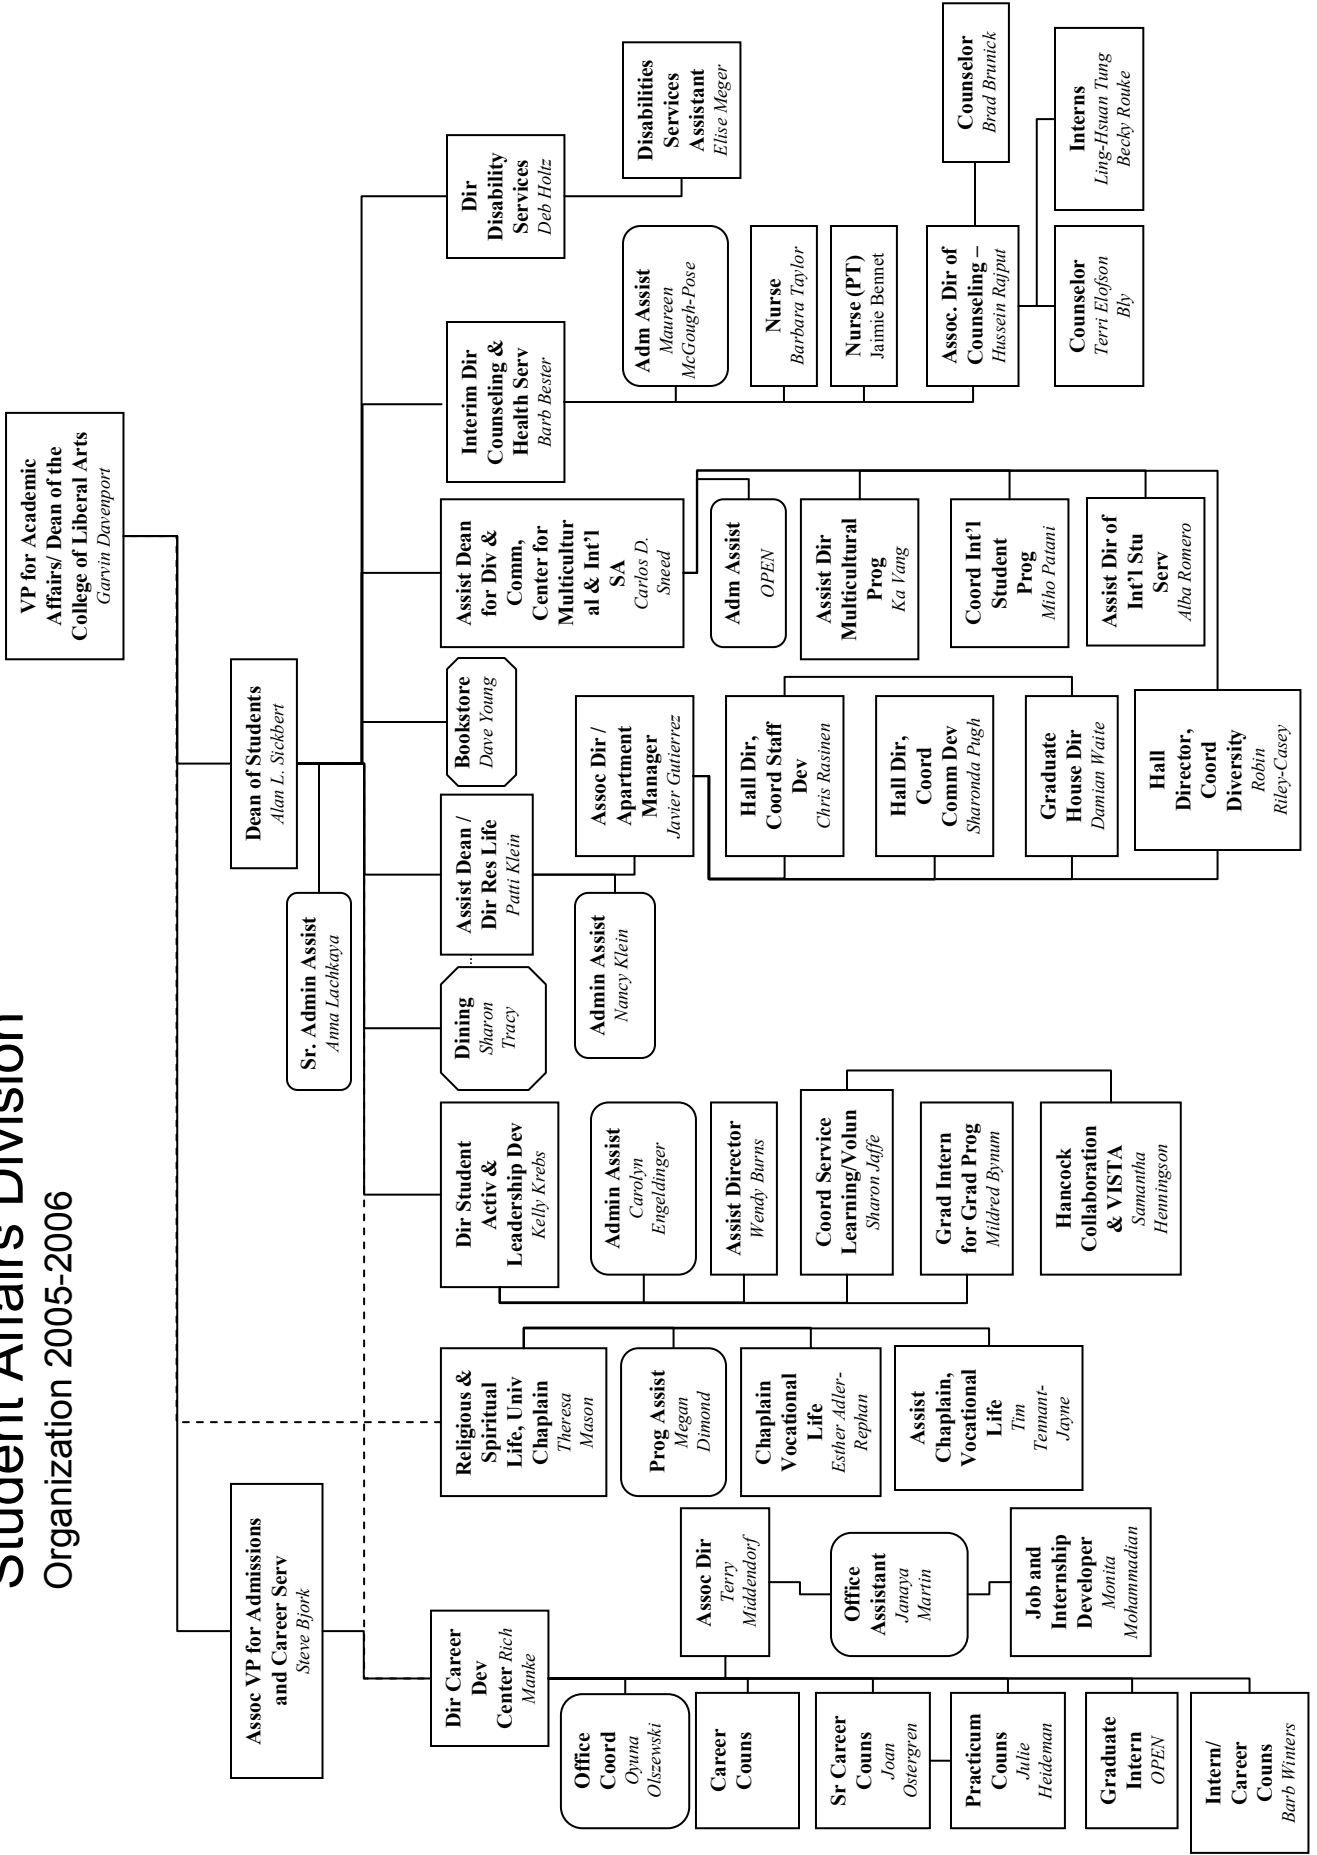 Student Affairs Division
Organization 2005-2006
VP for Academic
Affairs/ Dean of the
College of Liberal Arts
Garvin Davenport
Assoc VP for Admissions
and Career Serv
Steve Bjork
Dean of Students
Alan L. Sickbert
Sr. Admin Assist
Anna Lachkaya
Dir Career
Dev
Center Rich
Manke
Religious &
Spiritual
Life, Univ
Chaplain
Theresa
Mason
Dir Student
Activ &
Leadership Dev
Kelly Krebs
Dining
Sharon
Tracy
Assist Dean /
Dir Res Life
Patti Klein
Bookstore
Dave Young
Assist Dean
for Div &
Comm,
Center for
Multicultur
al & Int'l
SA
Carlos D.
Sneed
Interim Dir
Counseling &
Health Serv
Barb Bester
Dir
Disability
Services
Deb Holtz
Office
Coord
Oyuna
Olszewski
Career
Couns
Sr Career
Couns
Joan
Ostergren
Practicum
Couns
Julie
Heideman
Graduate
Intern
OPEN
Intern/
Career
Couns
Barb Winters
Assoc Dir
Terry
Middendorf
Office
Assistant
Janaya
Martin
Job and
Internship
Developer
Monita
Mohammadian
Prog Assist
Megan
Dimond
Chaplain
Vocational
Life
Esther Adler-
Rephan
Assist
Chaplain,
Vocational
Life
Tim
Tennant-
Jayne
Admin Assist
Carolyn
Engeldinger
Assist Director
Wendy Burns
Coord Service
Learning/Volun
Sharon Jaffe
Grad Intern
for Grad Prog
Mildred Bynum
Hancock
Collaboration
& VISTA
Samantha
Henningson
Admin Assist
Nancy Klein
Assoc Dir /
Apartment
Manager
Javier Gutierrez
Hall Dir,
Coord Staff
Dev
Chris Rasinen
Hall Dir,
Coord
Comm Dev
Sharonda Pugh
Graduate
House Dir
Damian Waite
Hall
Director,
Coord
Diversity
Robin
Riley-Casey
Adm Assist
OPEN
Assist Dir
Multicultural
Prog
Ka Vang
Coord Int'l
Student
Prog
Miho Patani
Assist Dir of
Int'l Stu
Serv
Alba Romero
Adm Assist
Maureen
McGough-Pose
Nurse
Barbara Taylor
Nurse (PT)
Jaimie Bennet
Assoc. Dir of
Counseling –
Hussein Rajput
Counselor
Terri Elofson
Bly
Counselor
Brad Brunick
Interns
Ling-Hsuan Tung
Becky Rouke
Disabilities
Services
Assistant
Elise Meger